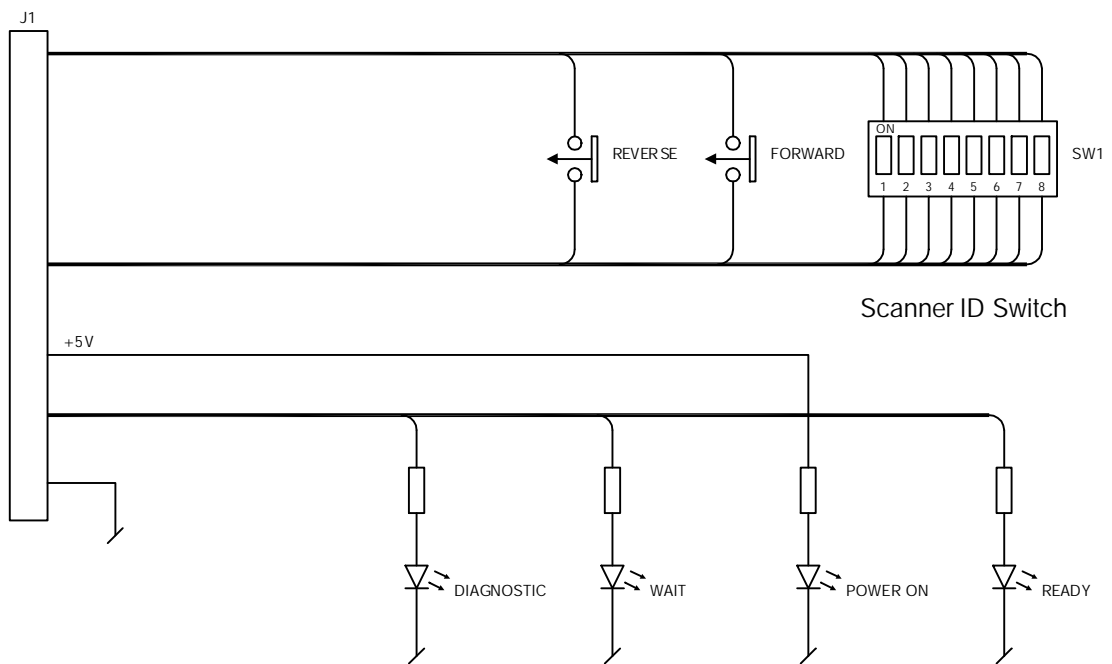 J1
REVERSE
FORWARD
ON
1 2 3 4 5 6 7 8
SW1
Scanner ID Switch
+5V
DIAGNOSTIC
WAIT
POWER ON
READY